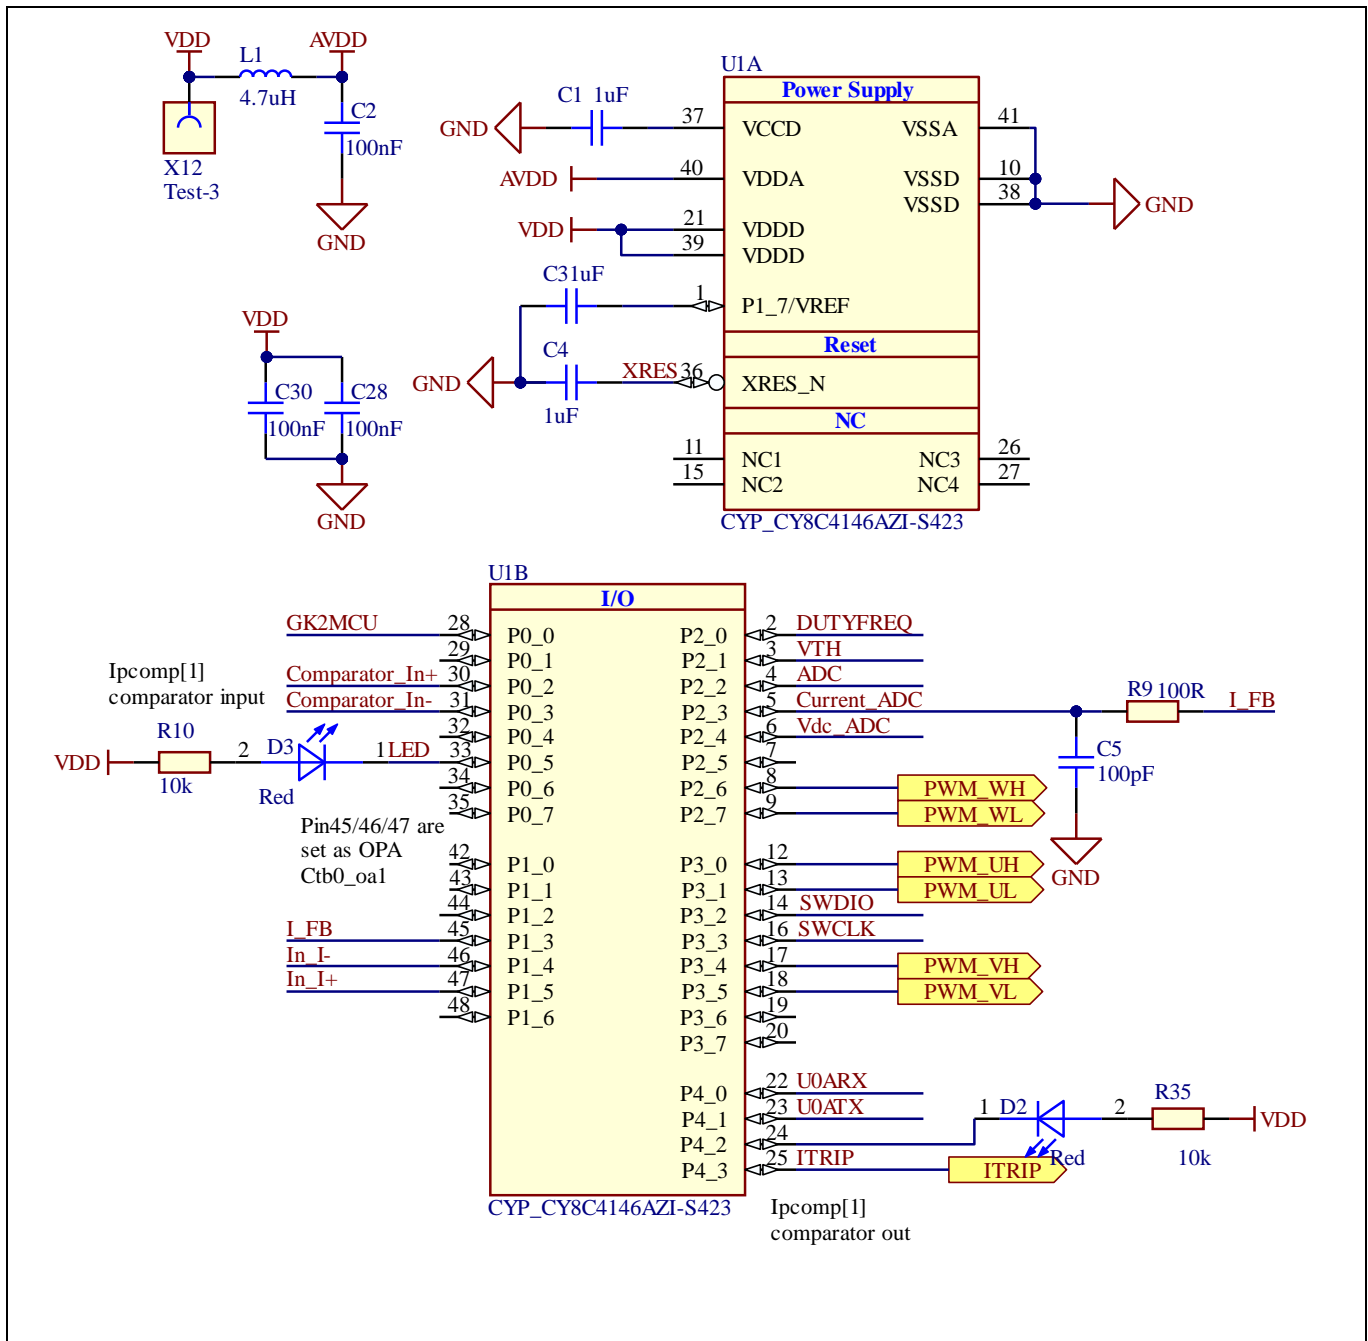 VDD
AVDD
L1
4.7uH
C2
100nF
X12
Test-3
GND
VDD
C30
C28
100nF
100nF
GND
U1A
Power Supply
C1 1uF
GND
37
VCCD
VSSA
41
AVDD
40
VDDA
VSSD
10
VSSD
38
GND
VDD
21
VDDD
39
VDDD
C31uF
1
P1_7/VREF
Reset
C4
GND
XRES
36
XRES_N
1uF
NC
11
NC1
NC3
26
15
NC2
NC4
27
CYP_CY8C4146AZI-S423
U1B
I/O
GK2MCU
28
P0_0
29
P0_1
Comparator_In+
30
P0_2
Comparator_In-
31
P0_3
32
P0_4
LED
33
P0_5
34
P0_6
35
P0_7
42
P1_0
43
P1_1
44
P1_2
I_FB
45
P1_3
In_I-
46
P1_4
In_I+
47
P1_5
48
P1_6
Ipcomp[1]
comparator input
R10
VDD
10k
2
D3
1
Red
Pin45/46/47 are
set as OPA
Ctb0_oa1
P2_0
2
DUTYFREQ
P2_1
3
VTH
P2_2
4
ADC
P2_3
5
Current_ADC
P2_4
6
Vdc_ADC
P2_5
7
P2_6
8
PWM_WH
P2_7
9
PWM_WL
P3_0
12
PWM_UH
P3_1
13
PWM_UL
P3_2
14
SWDIO
P3_3
16
SWCLK
P3_4
17
PWM_VH
P3_5
18
PWM_VL
P3_6
19
P3_7
20
P4_0
22
U0ARX
P4_1
23
U0ATX
P4_2
24
P4_3
25
ITRIP
ITRIP
R9 100R
I_FB
C5
100pF
GND
1
D2
2
Red
R35
10k
VDD
CYP_CY8C4146AZI-S423
Ipcomp[1]
comparator out